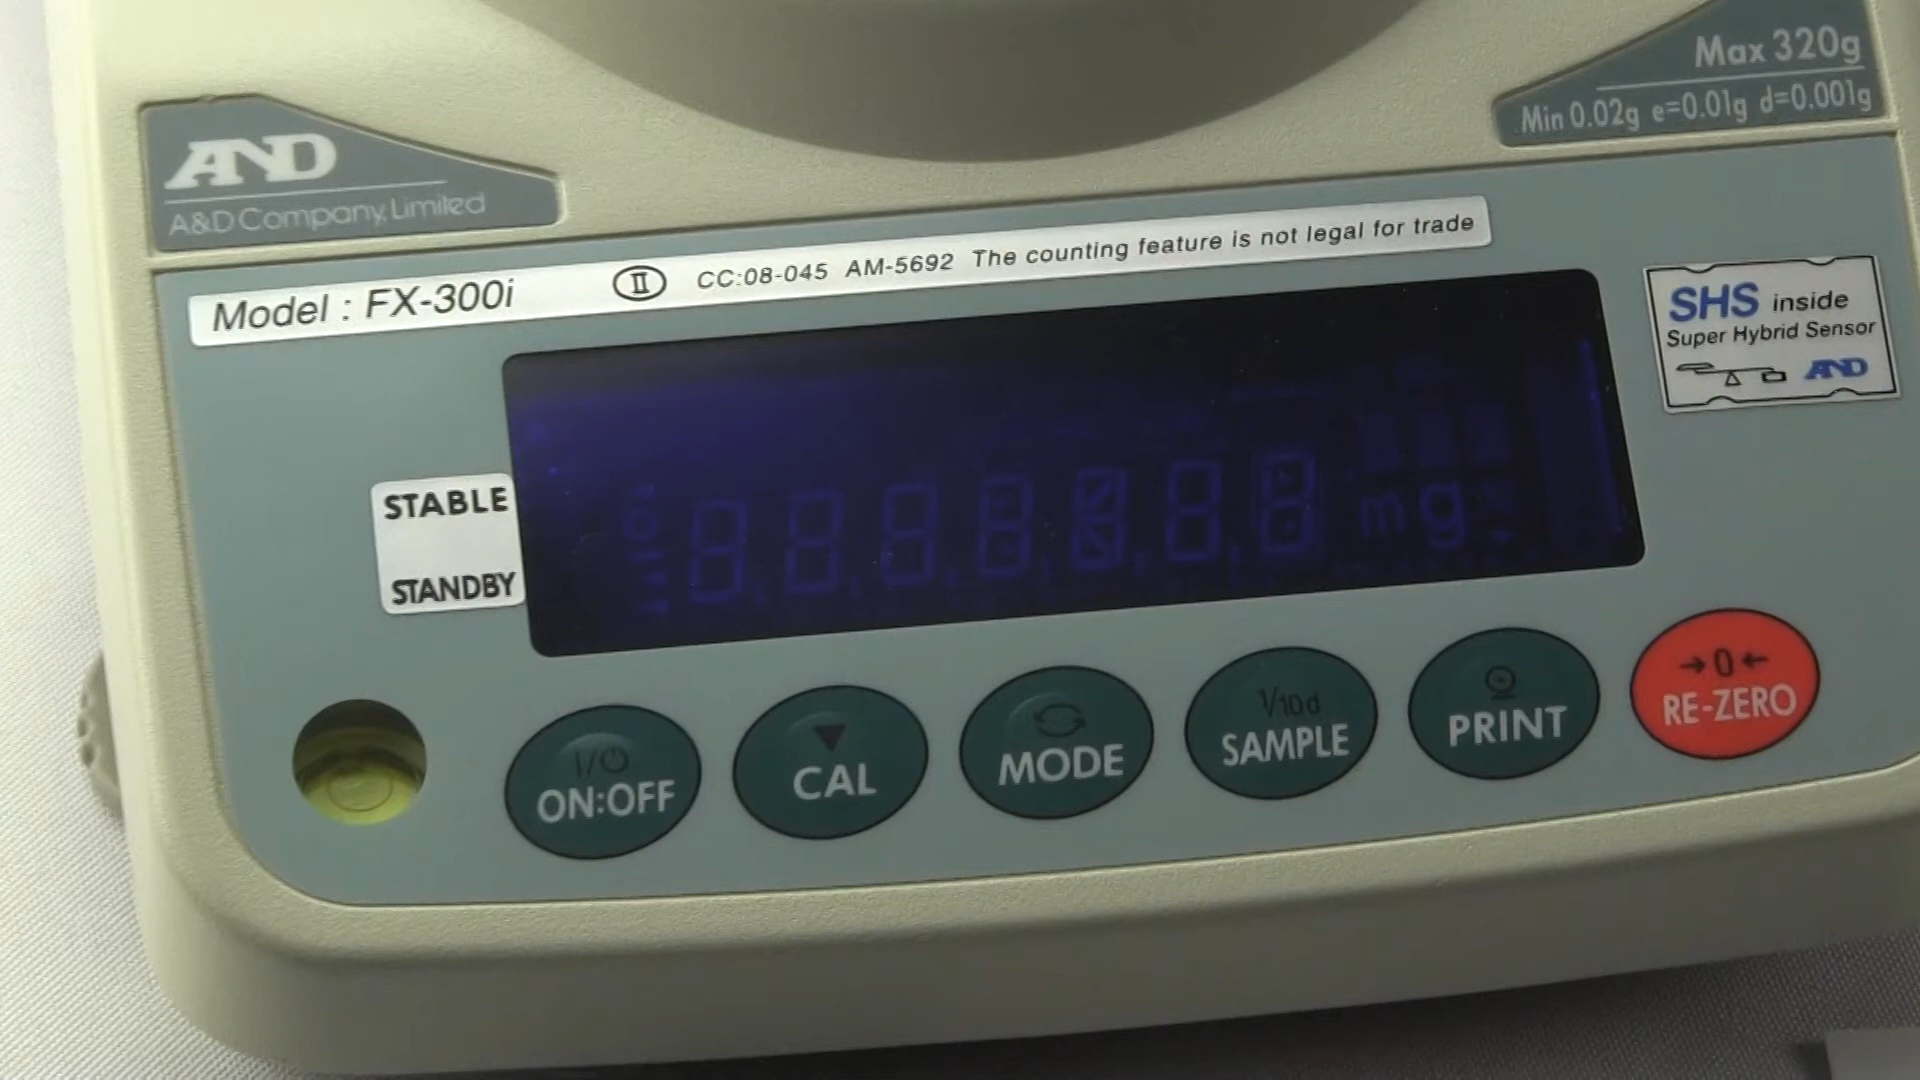 Max 320g
Min 0.02g e=0.01g d=0.001g
AND
A&D Company, Limited
Model : FX-300i II CC:08-045 AM-5692 The counting feature is not legal for trade
SHS inside
Super Hybrid Sensor
AND
STABLE
STANDBY
mg
I/⏻
ON:OFF
CAL
MODE
1/10d
SAMPLE
PRINT
→0←
RE-ZERO